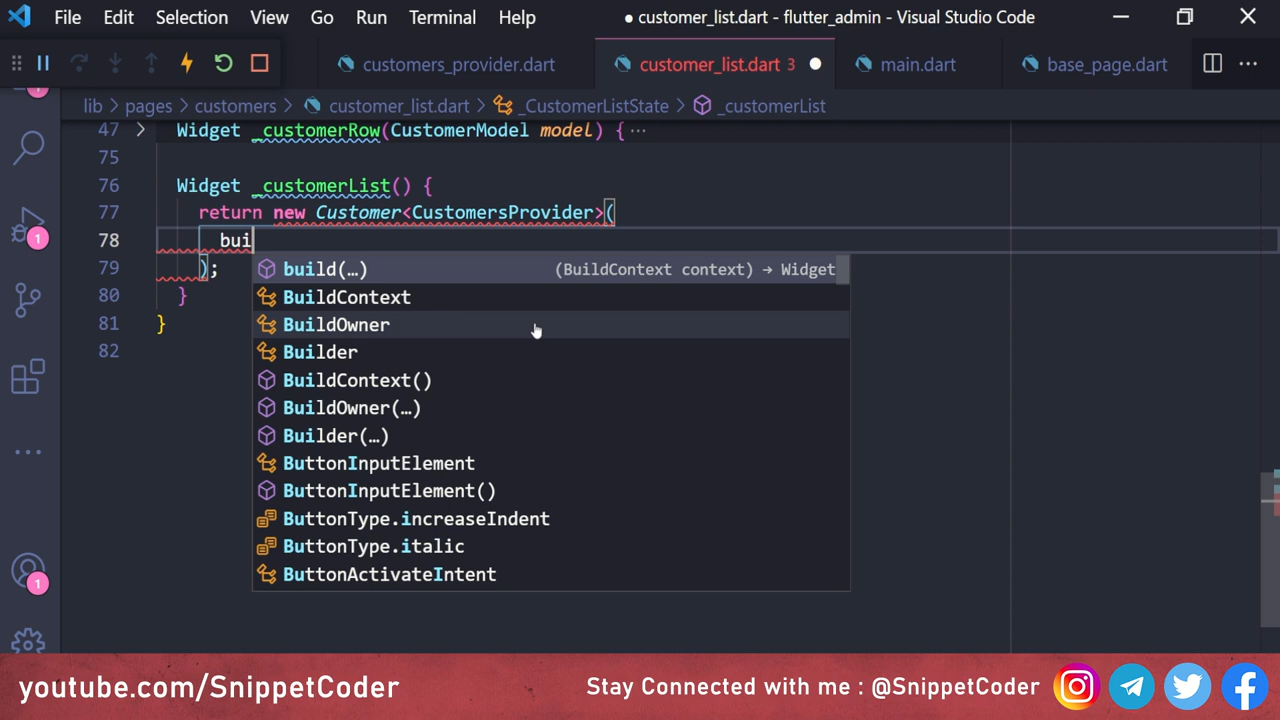 File Edit Selection View Go Run Terminal Help ● customer_list.dart - flutter_admin - Visual Studio Code
customers_provider.dart customer_list.dart 3 main.dart base_page.dart
lib > pages > customers > customer_list.dart > _CustomerListState > _customerList
47 Widget _customerRow(CustomerModel model) {…
75
76 Widget _customerList() {
77 return new Customer<CustomersProvider>(
78 bui
79 );
80 }
81 }
82
build(…) (BuildContext context) → Widget
BuildContext
BuildOwner
Builder
BuildContext()
BuildOwner(…)
Builder(…)
ButtonInputElement
ButtonInputElement()
ButtonType.increaseIndent
ButtonType.italic
ButtonActivateIntent
1
1
youtube.com/SnippetCoder
Stay Connected with me : @SnippetCoder